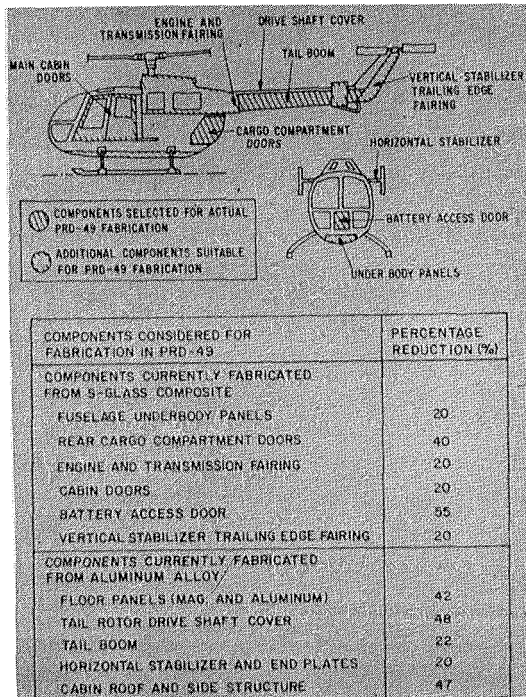 ENGINE AND
TRANSMISSION FAIRING
DRIVE SHAFT COVER
TAIL BOOM
MAIN CABIN
DOORS
VERTICAL STABILIZER
TRAILING EDGE
FAIRING
CARGO COMPARTMENT
DOORS
HORIZONTAL STABILIZER
COMPONENTS SELECTED FOR ACTUAL
PRD-49 FABRICATION
BATTERY ACCESS DOOR
ADDITIONAL COMPONENTS SUITABLE
FOR PRD-49 FABRICATION
UNDER BODY PANELS
COMPONENTS CONSIDERED FOR
FABRICATION IN PRD-49
PERCENTAGE
REDUCTION (%)
COMPONENTS CURRENTLY FABRICATED
FROM S-GLASS COMPOSITE
FUSELAGE UNDERBODY PANELS 20
REAR CARGO COMPARTMENT DOORS 40
ENGINE AND TRANSMISSION FAIRING 20
CABIN DOORS 20
BATTERY ACCESS DOOR 55
VERTICAL STABILIZER TRAILING EDGE FAIRING 20
COMPONENTS CURRENTLY FABRICATED
FROM ALUMINUM ALLOY
FLOOR PANELS (MAG. AND ALUMINUM) 42
TAIL ROTOR DRIVE SHAFT COVER 48
TAIL BOOM 22
HORIZONTAL STABILIZER AND END PLATES 20
CABIN ROOF AND SIDE STRUCTURE 47